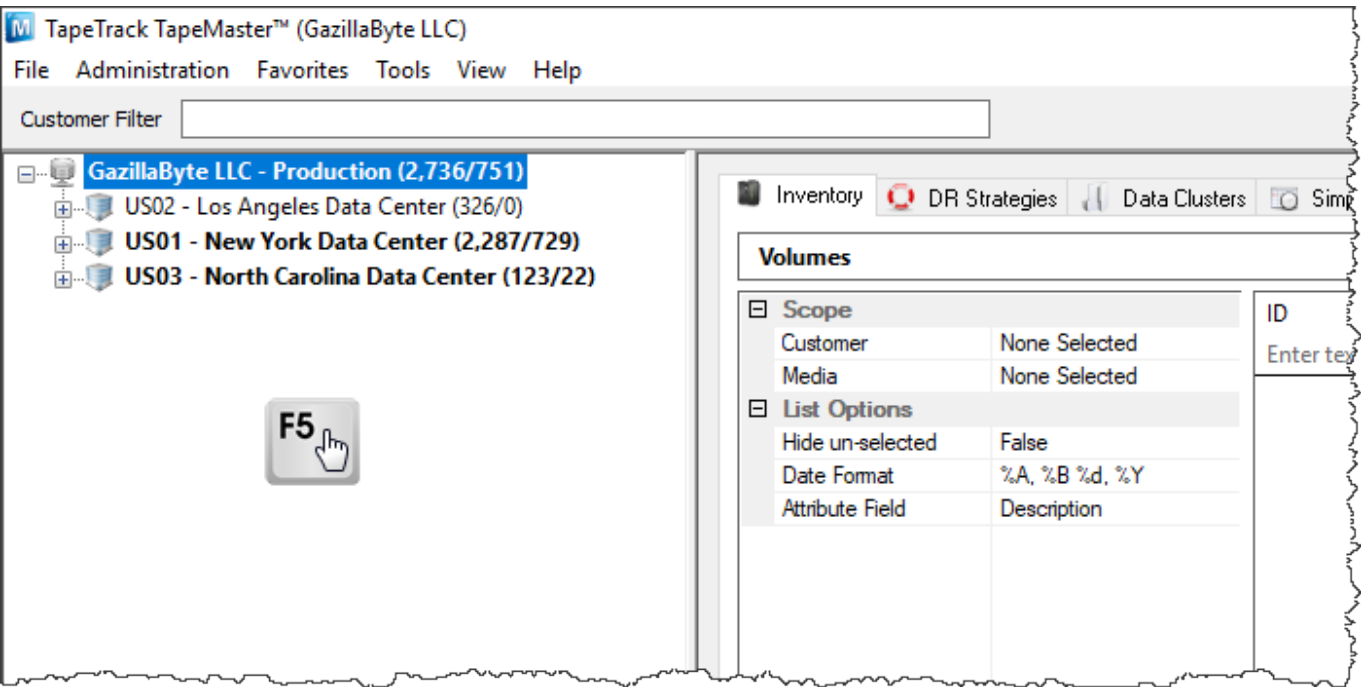 TapeTrack TapeMaster™ (GazillaByte LLC)
File Administration Favorites Tools View Help
Customer Filter
GazillaByte LLC - Production (2,736/751)
US02 - Los Angeles Data Center (326/0)
US01 - New York Data Center (2,287/729)
US03 - North Carolina Data Center (123/22)
F5
Inventory DR Strategies Data Clusters
Volumes
Scope
Customer None Selected
Media None Selected
List Options
Hide un-selected False
Date Format %A, %B %d, %Y
Attribute Field Description
ID
Enter